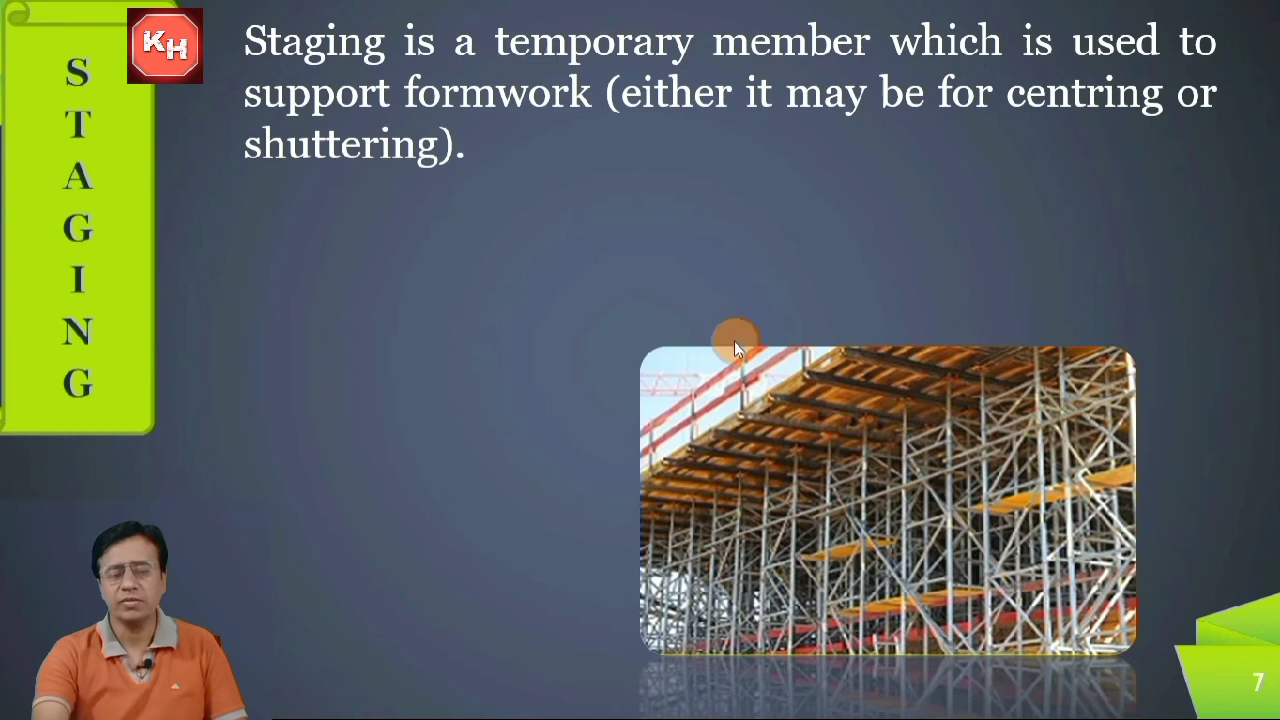 STAGING
KH
Staging is a temporary member which is used to
support formwork (either it may be for centring or
shuttering).
7